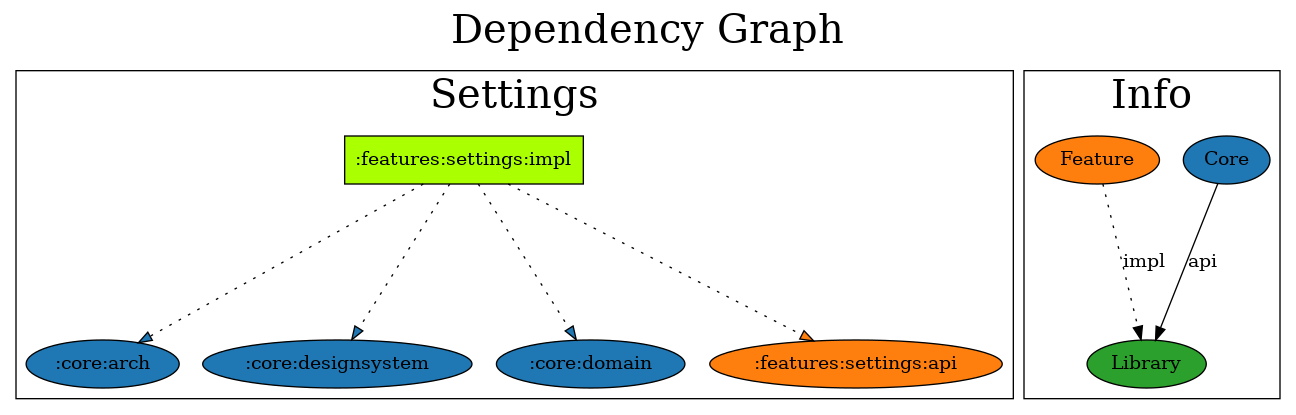 Dependency Graph
Settings
:features:settings:impl
:core:arch
:core:designsystem
:core:domain
:features:settings:api
Info
Feature
Core
impl
api
Library